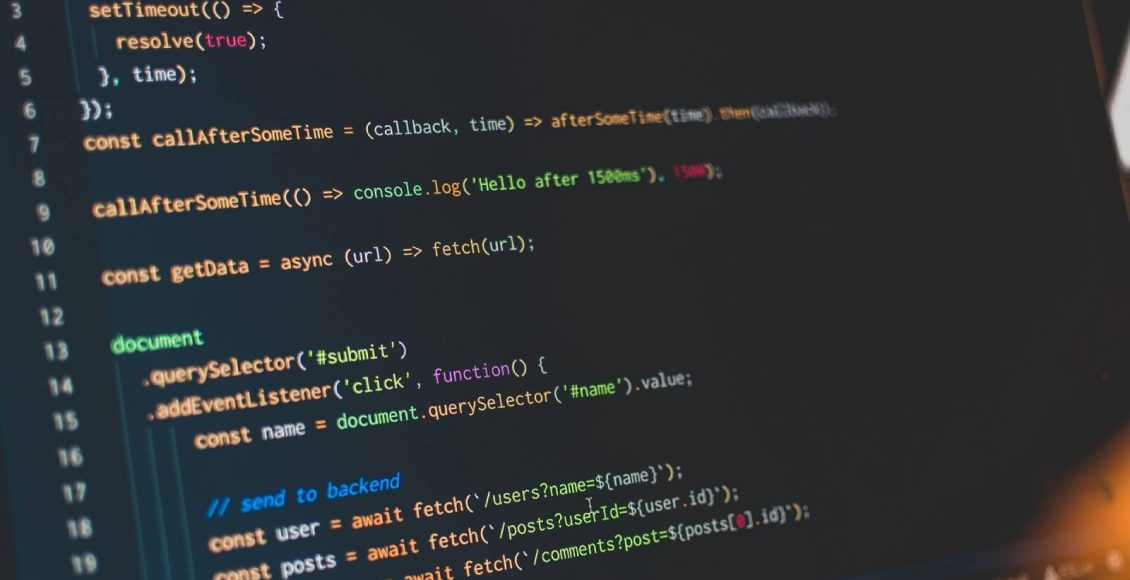 3 setTimeout(() => {
4 resolve(true);
5 }, time);
6 });
7 const callAfterSomeTime = (callback, time) => afterSomeTime(time).then(callback);
8
9 callAfterSomeTime(() => console.log('Hello after 1500ms'), 1500);
10
11 const getData = async (url) => fetch(url);
12
13 document
14 .querySelector('#submit')
15 .addEventListener('click', function() {
16 const name = document.querySelector('#name').value;
17
18 // send to backend
19 const user = await fetch(`/users?name=${name}`);
const posts = await fetch(`/posts?userId=${user.id}`);
await fetch(`/comments?post=${posts[0].id}`);